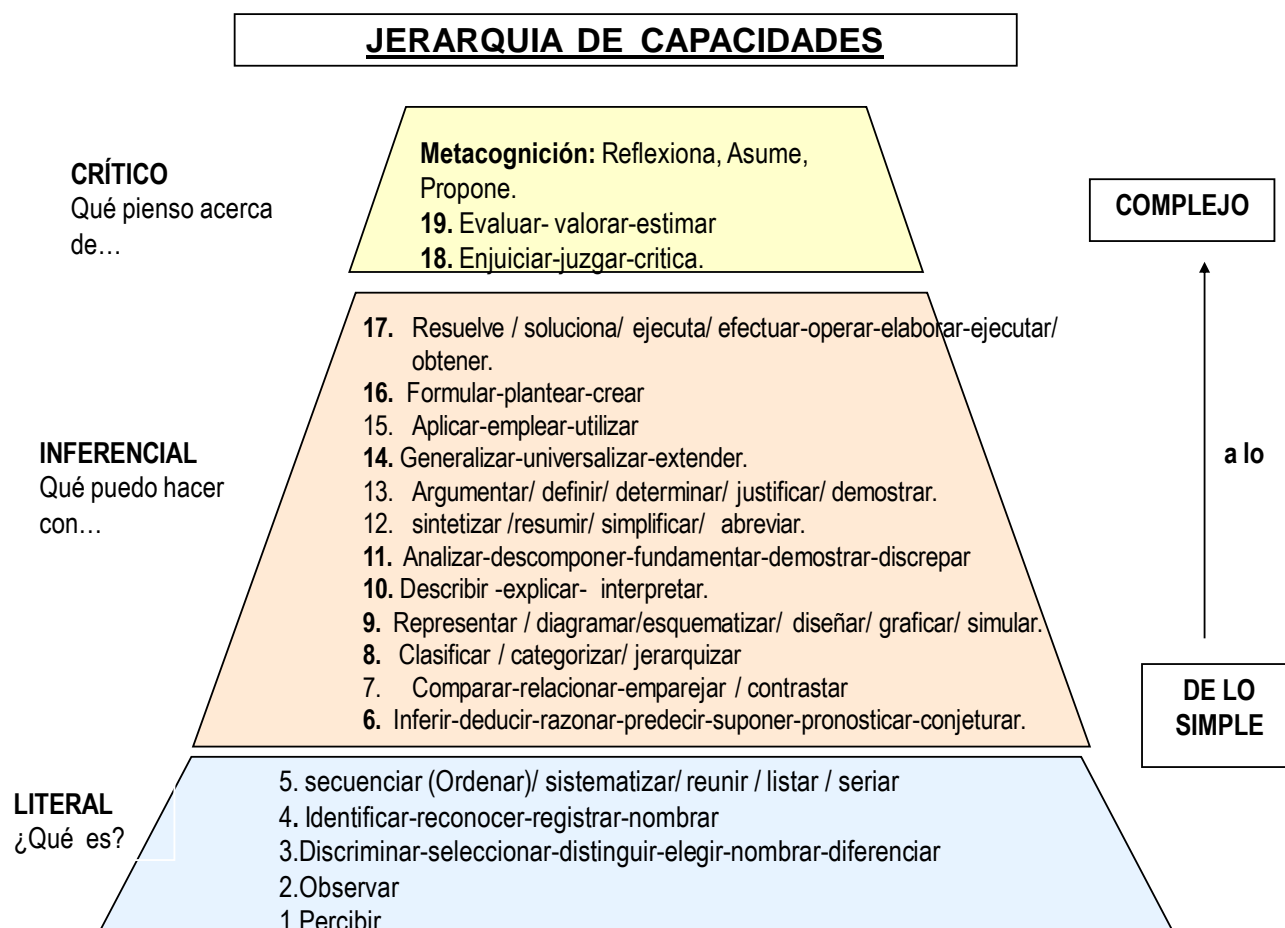 JERARQUIA DE CAPACIDADES
CRÍTICO
Qué pienso acerca
de…
Metacognición: Reflexiona, Asume,
Propone.
19. Evaluar- valorar-estimar
18. Enjuiciar-juzgar-critica.
COMPLEJO
INFERENCIAL
Qué puedo hacer
con…
17. Resuelve / soluciona/ ejecuta/ efectuar-operar-elaborar-ejecutar/
obtener.
16. Formular-plantear-crear
15. Aplicar-emplear-utilizar
14. Generalizar-universalizar-extender.
13. Argumentar/ definir/ determinar/ justificar/ demostrar.
12. sintetizar /resumir/ simplificar/ abreviar.
11. Analizar-descomponer-fundamentar-demostrar-discrepar
10. Describir -explicar- interpretar.
9. Representar / diagramar/esquematizar/ diseñar/ graficar/ simular.
8. Clasificar / categorizar/ jerarquizar
7. Comparar-relacionar-emparejar / contrastar
6. Inferir-deducir-razonar-predecir-suponer-pronosticar-conjeturar.
a lo
DE LO
SIMPLE
LITERAL
¿Qué es?
5. secuenciar (Ordenar)/ sistematizar/ reunir / listar / seriar
4. Identificar-reconocer-registrar-nombrar
3.Discriminar-seleccionar-distinguir-elegir-nombrar-diferenciar
2.Observar
1.Percibir